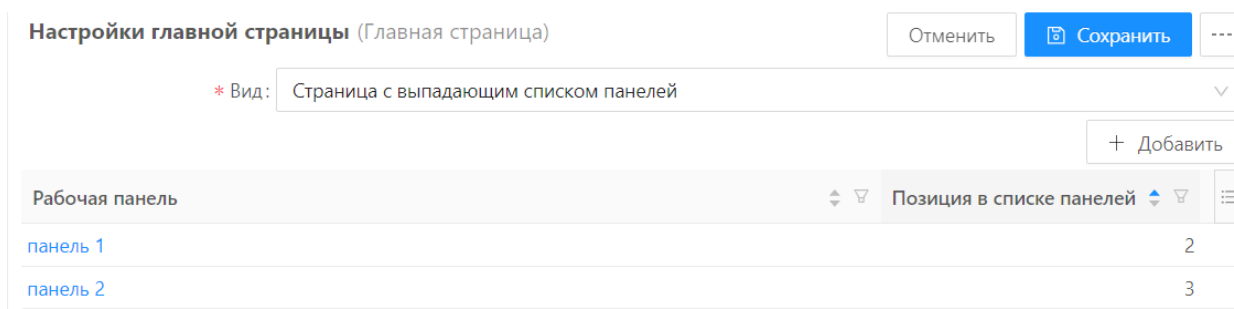 Настройки главной страницы (Главная страница)
Отменить
Сохранить
* Вид: Страница с выпадающим списком панелей
+ Добавить
Рабочая панель Позиция в списке панелей
панель 1 2
панель 2 3